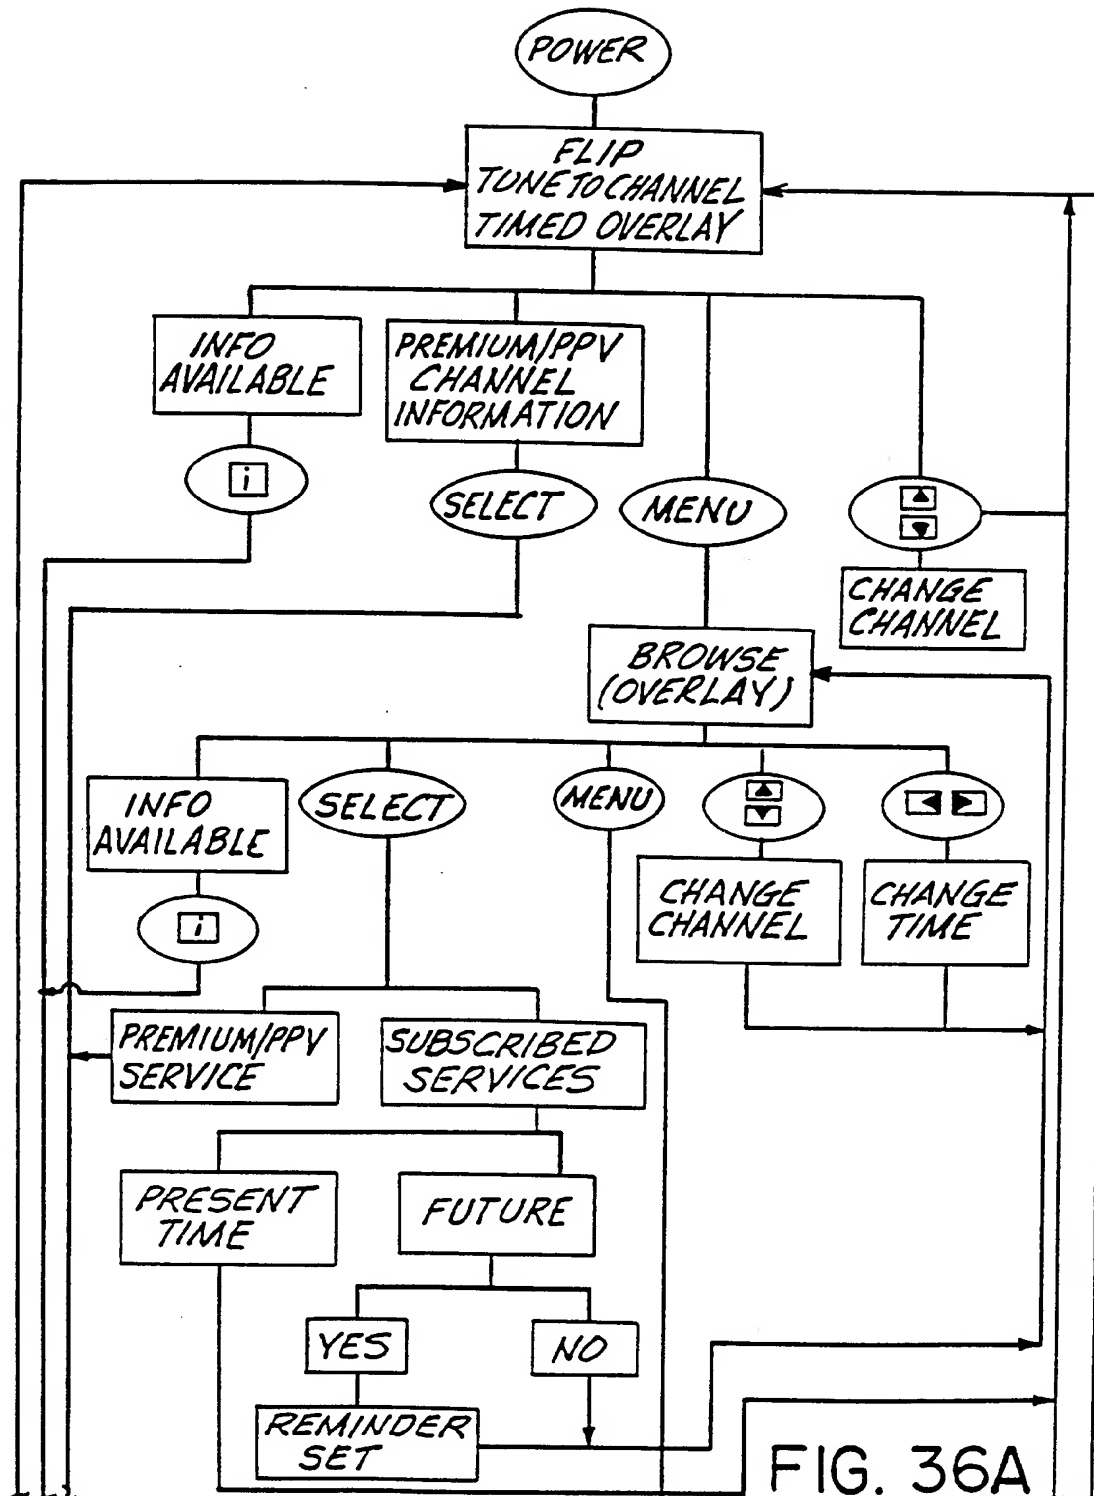 POWER
FLIP
TUNE TO CHANNEL
TIMED OVERLAY
INFO
AVAILABLE
PREMIUM/PPV
CHANNEL
INFORMATION
i
SELECT
MENU
CHANGE
CHANNEL
BROWSE
(OVERLAY)
INFO
AVAILABLE
SELECT
MENU
i
CHANGE
CHANNEL
CHANGE
TIME
PREMIUM/PPV
SERVICE
SUBSCRIBED
SERVICES
PRESENT
TIME
FUTURE
YES
NO
REMINDER
SET
FIG. 36A